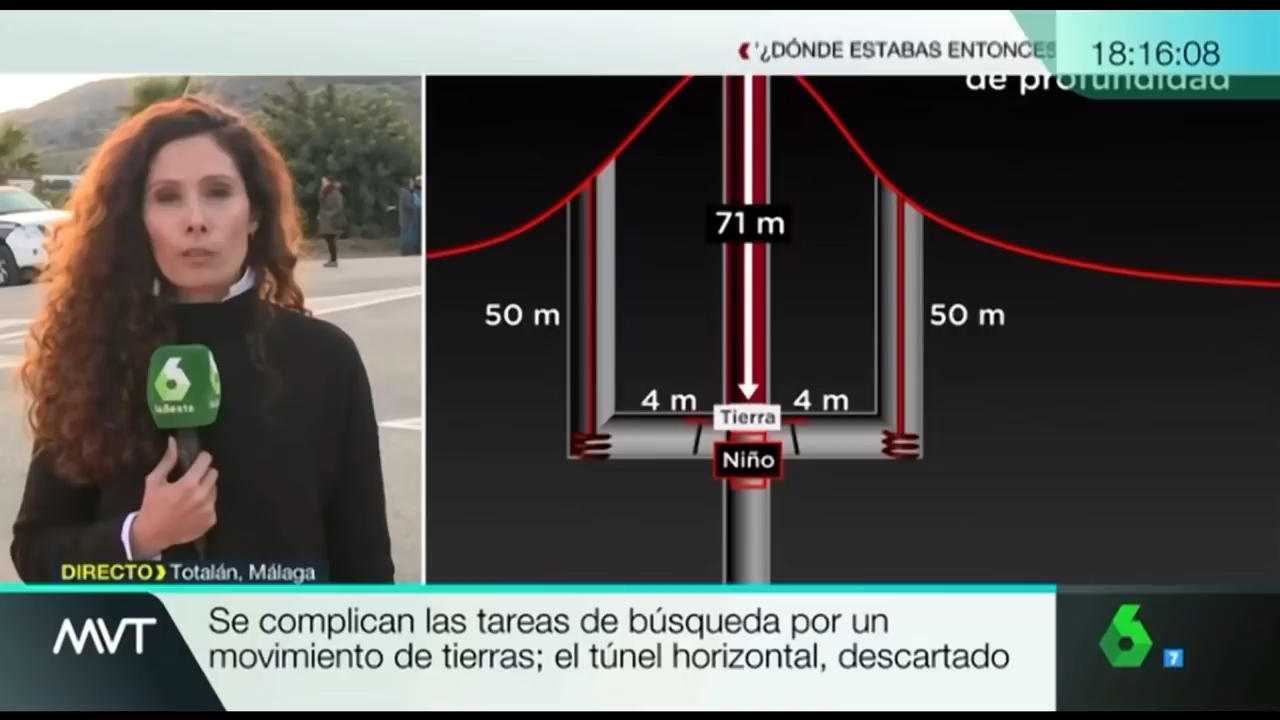 ‹'¿DÓNDE ESTABAS ENTONCES
18:16:08
de profundidad
71 m
50 m
50 m
4 m
4 m
Tierra
Niño
6
laSexta
DIRECTO› Totalán, Málaga
MVT
Se complican las tareas de búsqueda por un
movimiento de tierras; el túnel horizontal, descartado
6
7